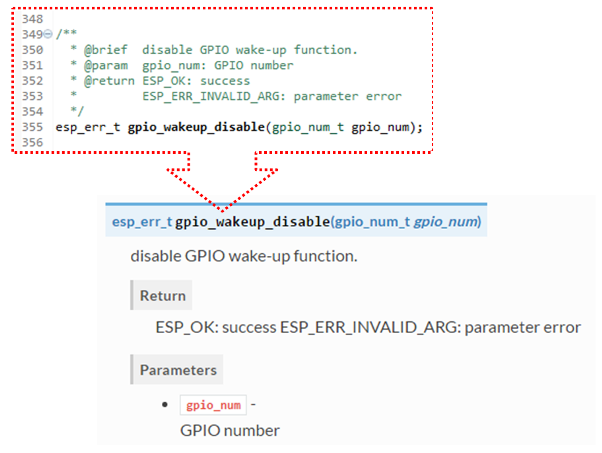 348
349 /**
350 * @brief disable GPIO wake-up function.
351 * @param gpio_num: GPIO number
352 * @return ESP_OK: success
353 * ESP_ERR_INVALID_ARG: parameter error
354 */
355 esp_err_t gpio_wakeup_disable(gpio_num_t gpio_num);
356
esp_err_t gpio_wakeup_disable(gpio_num_t gpio_num)
disable GPIO wake-up function.
Return
ESP_OK: success ESP_ERR_INVALID_ARG: parameter error
Parameters
• gpio_num -
GPIO number